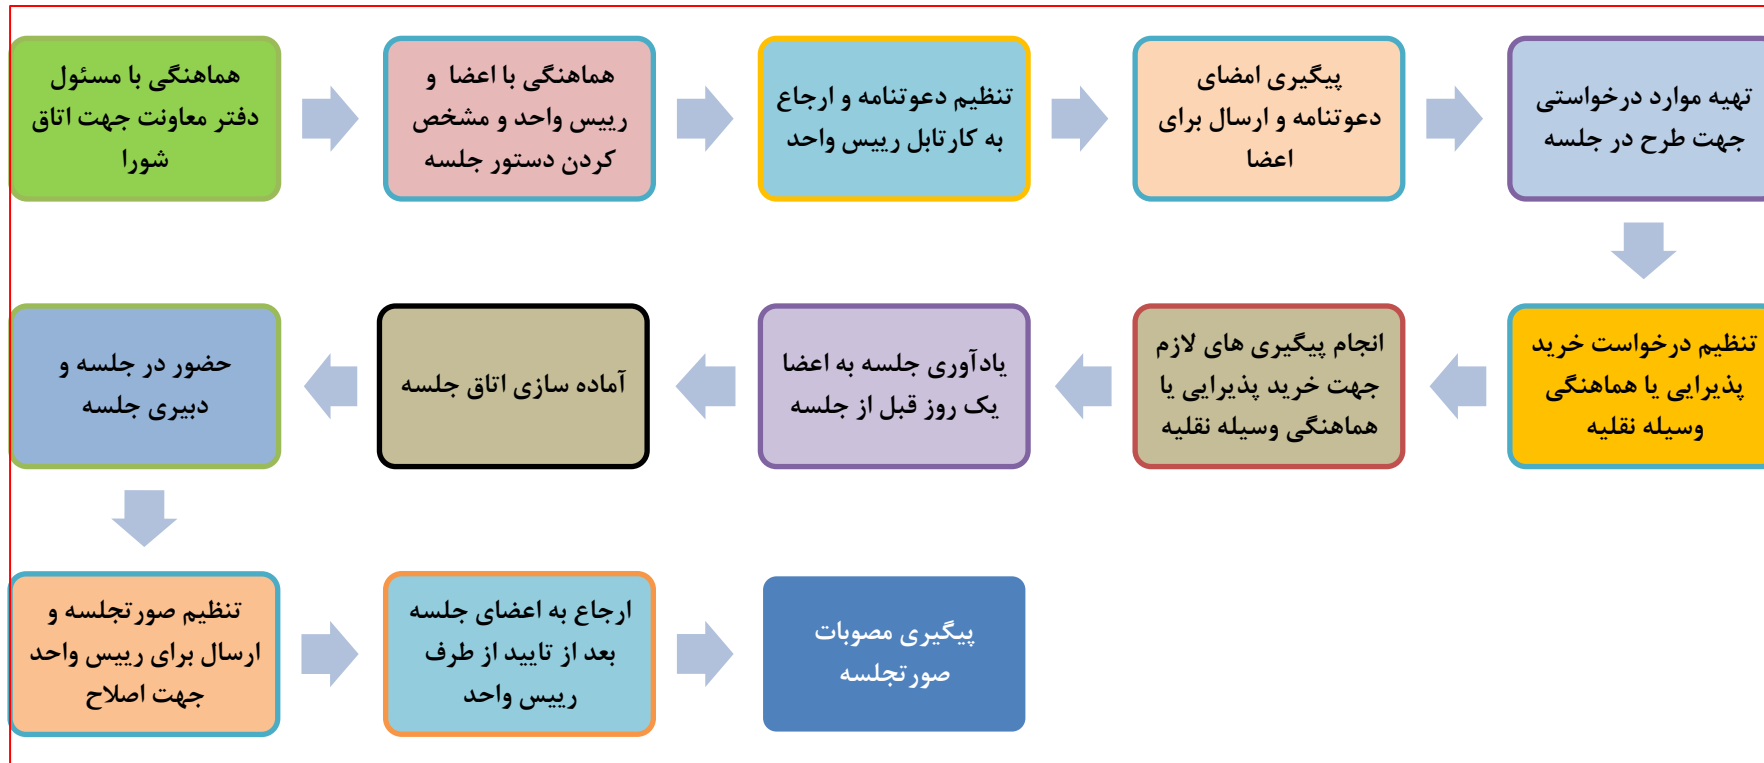 هماهنگی با مسئول
دفتر معاونت جهت اتاق
شورا
هماهنگی با اعضا و
رییس واحد و مشخص
کردن دستور جلسه
تنظیم دعوتنامه و ارجاع
به کارتابل رییس واحد
پیگیری امضای
دعوتنامه و ارسال برای
اعضا
تهیه موارد درخواستی
جهت طرح در جلسه
تنظیم درخواست خرید
پذیرایی یا هماهنگی
وسیله نقلیه
انجام پیگیری های لازم
جهت خرید پذیرایی یا
هماهنگی وسیله نقلیه
یادآوری جلسه به اعضا
یک روز قبل از جلسه
آماده سازی اتاق جلسه
حضور در جلسه و
دبیری جلسه
تنظیم صورتجلسه و
ارسال برای رییس واحد
جهت اصلاح
ارجاع به اعضای جلسه
بعد از تایید از طرف
رییس واحد
پیگیری مصوبات
صورتجلسه